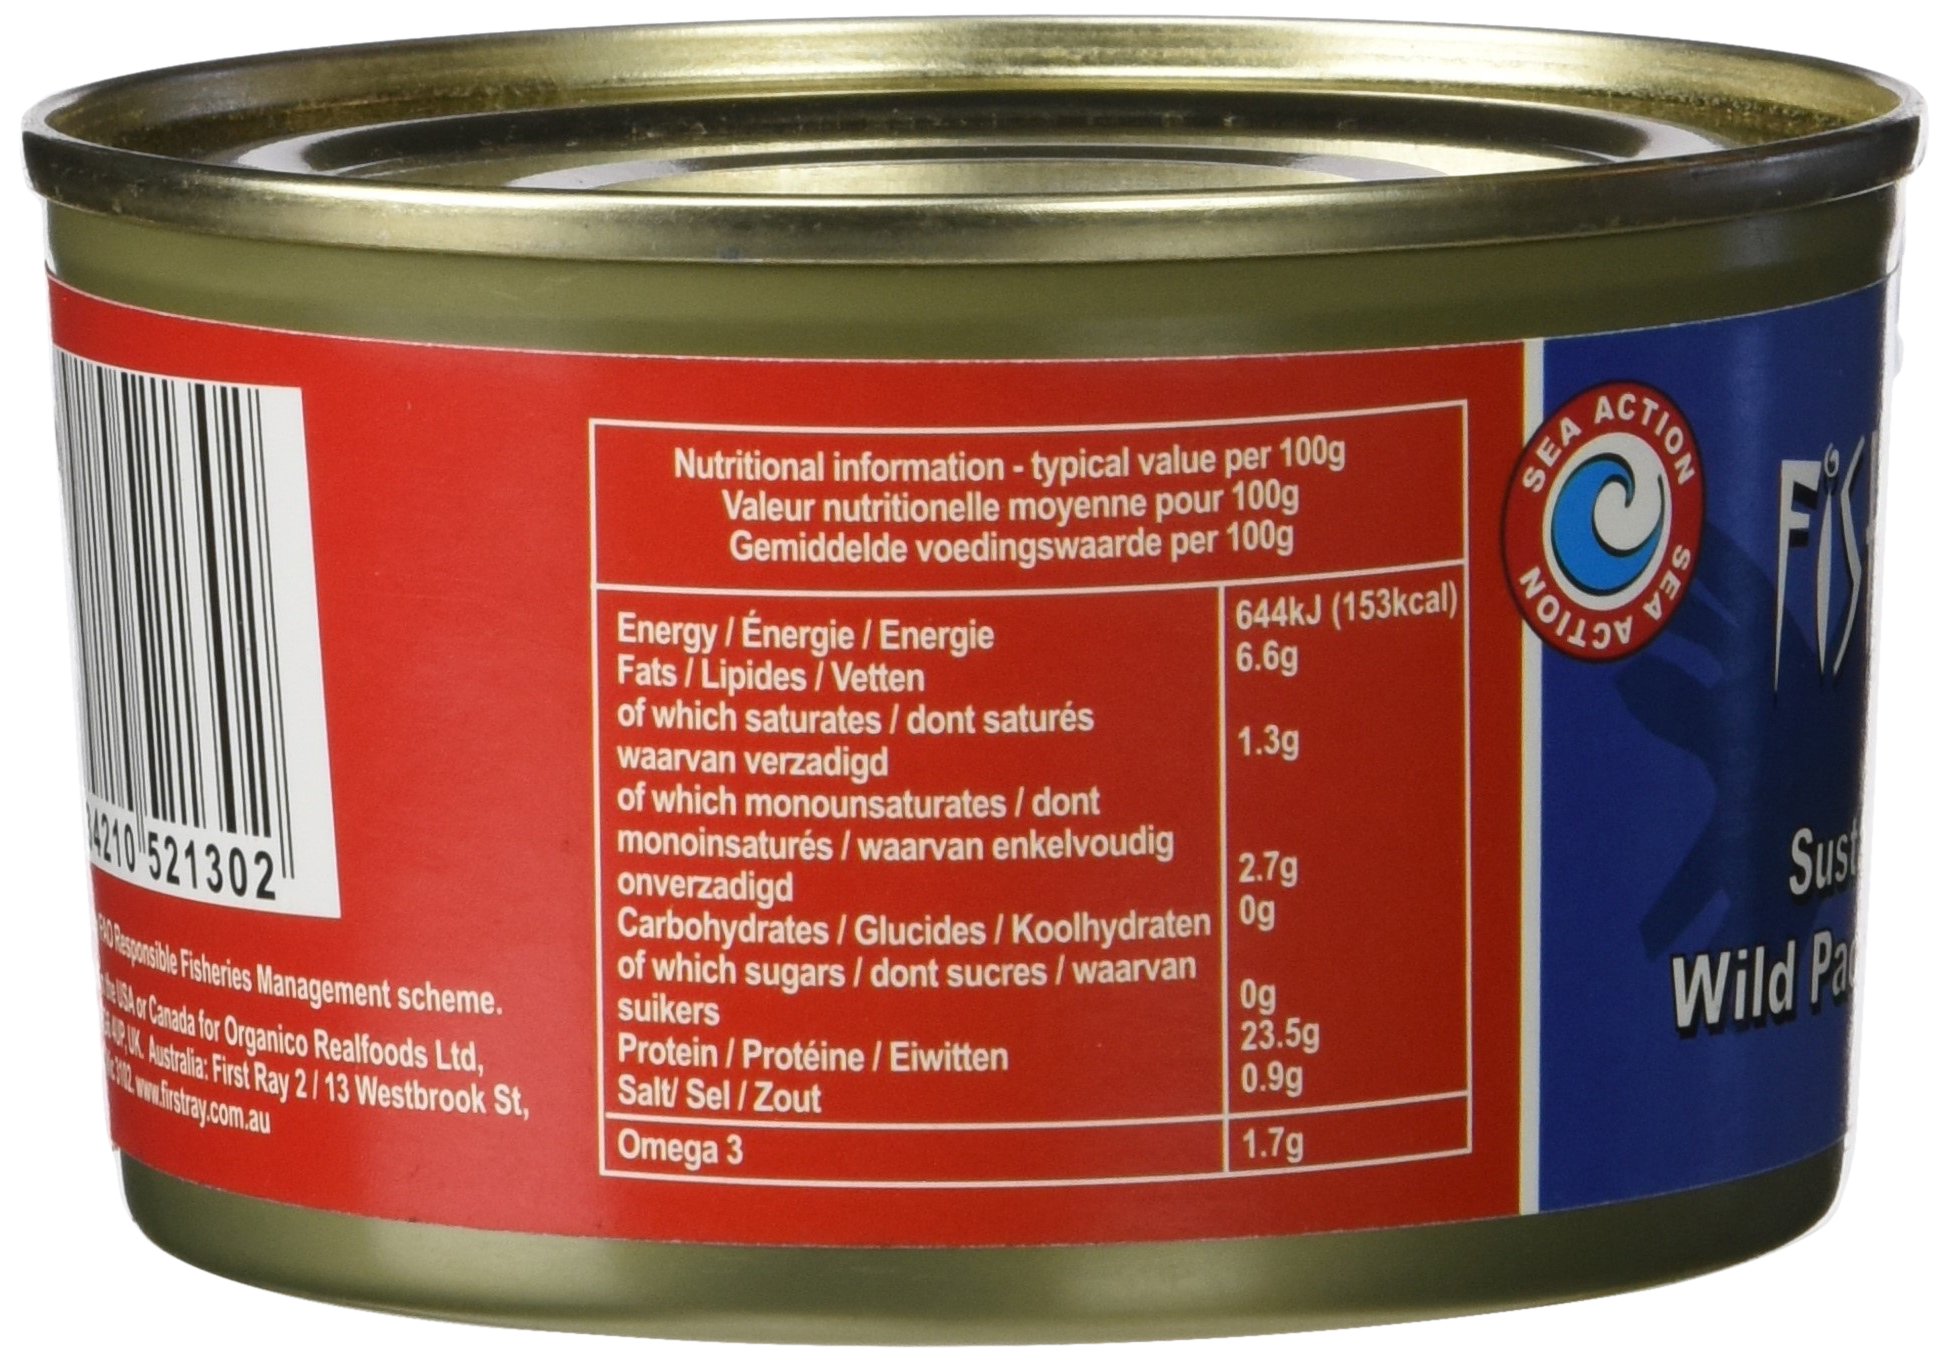 210 521302
Responsible Fisheries Management scheme.
the USA or Canada for Organico Realfoods Ltd,
4UP, UK. Australia: First Ray 2 / 13 Westbrook St,
3102. www.firstray.com.au
Nutritional information - typical value per 100g
Valeur nutritionelle moyenne pour 100g
Gemiddelde voedingswaarde per 100g
Energy / Énergie / Energie 644kJ (153kcal)
Fats / Lipides / Vetten 6.6g
of which saturates / dont saturés
waarvan verzadigd 1.3g
of which monounsaturates / dont
monoinsaturés / waarvan enkelvoudig
onverzadigd 2.7g
Carbohydrates / Glucides / Koolhydraten 0g
of which sugars / dont sucres / waarvan
suikers 0g
Protein / Protéine / Eiwitten 23.5g
Salt/ Sel / Zout 0.9g
Omega 3 1.7g
SEA ACTION
SEA ACTION
Wild